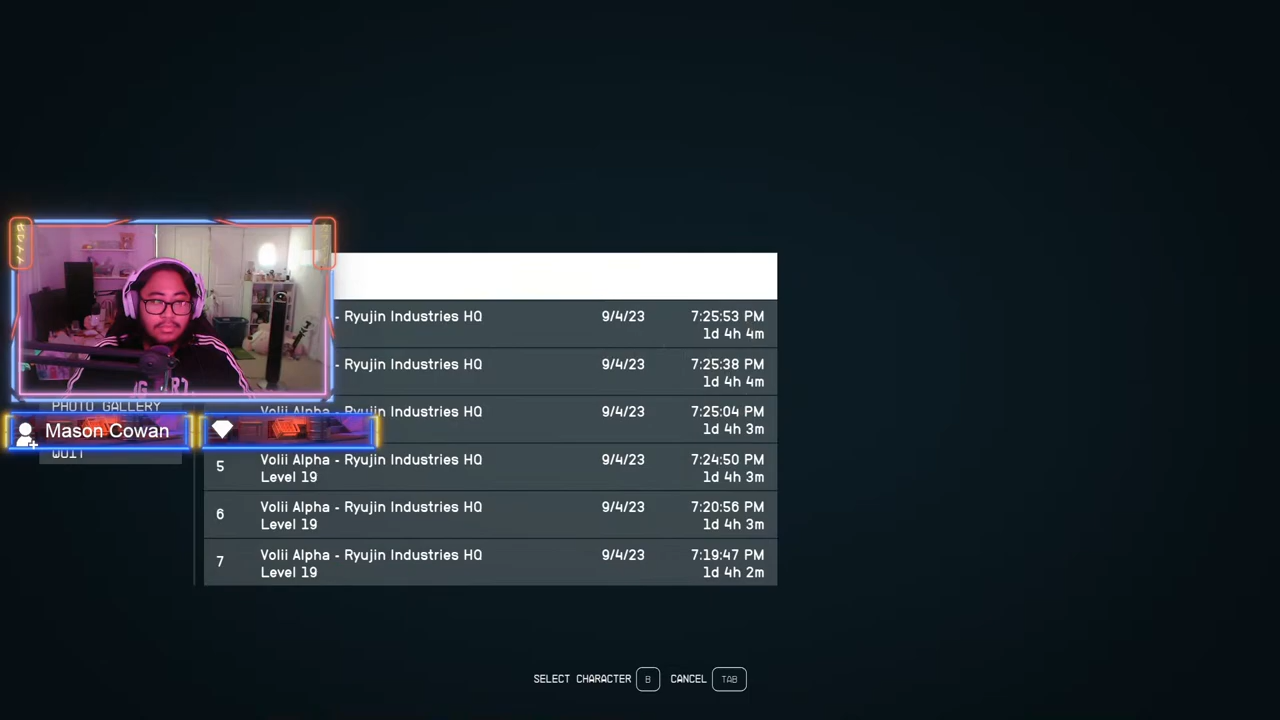 - Ryujin Industries HQ 9/4/23 7:25:53 PM
1d 4h 4m
- Ryujin Industries HQ 9/4/23 7:25:38 PM
1d 4h 4m
PHOTO GALLERY
Volii Alpha - Ryujin Industries HQ 9/4/23 7:25:04 PM
1d 4h 3m
Mason Cowan
QUIT
5 Volii Alpha - Ryujin Industries HQ 9/4/23 7:24:50 PM
Level 19 1d 4h 3m
6 Volii Alpha - Ryujin Industries HQ 9/4/23 7:20:56 PM
Level 19 1d 4h 3m
7 Volii Alpha - Ryujin Industries HQ 9/4/23 7:19:47 PM
Level 19 1d 4h 2m
SELECT CHARACTER B CANCEL TAB